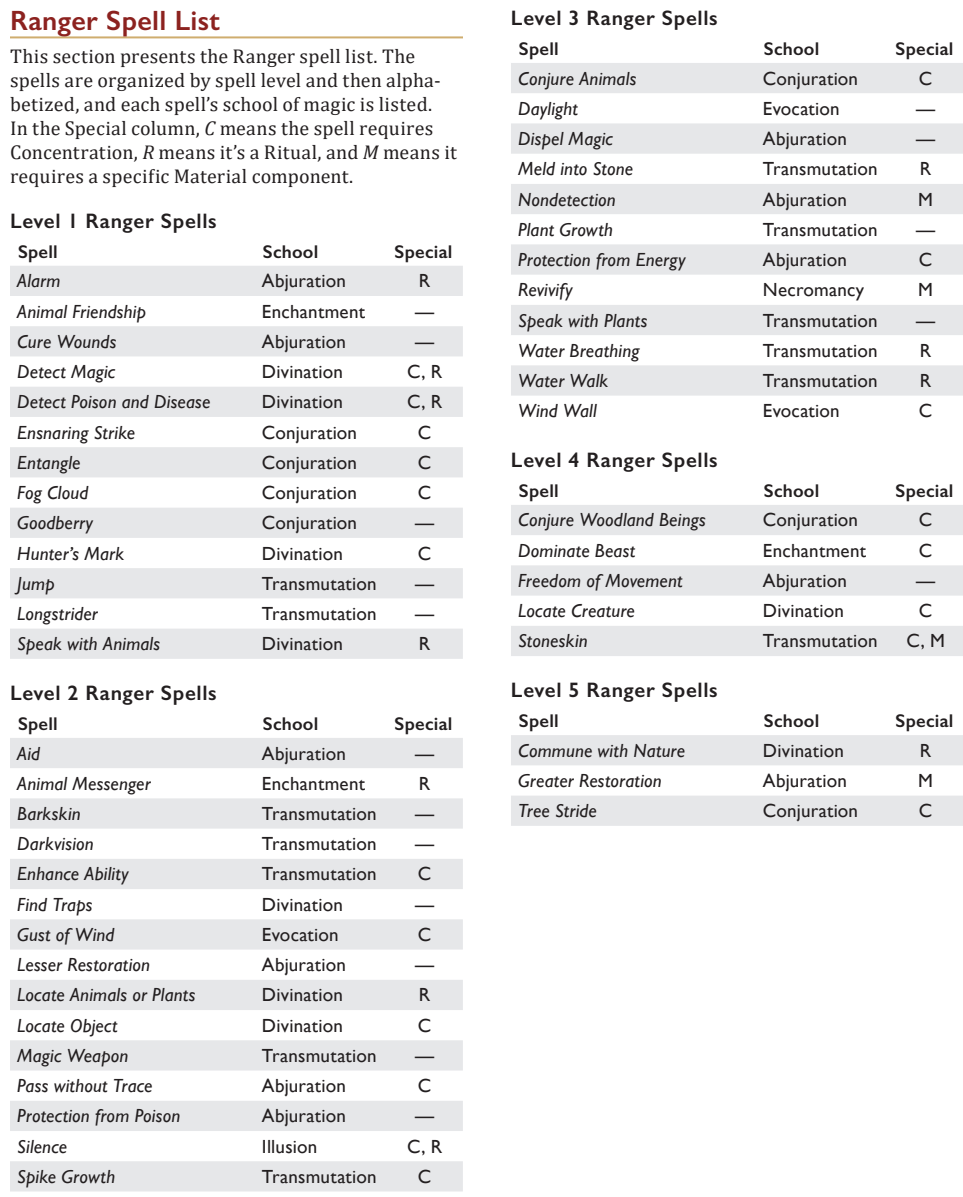 Ranger Spell List
This section presents the Ranger spell list. The
spells are organized by spell level and then alpha-
betized, and each spell’s school of magic is listed.
In the Special column, C means the spell requires
Concentration, R means it’s a Ritual, and M means it
requires a specific Material component.
Level 1 Ranger Spells
Spell School Special
Alarm Abjuration R
Animal Friendship Enchantment —
Cure Wounds Abjuration —
Detect Magic Divination C, R
Detect Poison and Disease Divination C, R
Ensnaring Strike Conjuration C
Entangle Conjuration C
Fog Cloud Conjuration C
Goodberry Conjuration —
Hunter’s Mark Divination C
Jump Transmutation —
Longstrider Transmutation —
Speak with Animals Divination R
Level 2 Ranger Spells
Spell School Special
Aid Abjuration —
Animal Messenger Enchantment R
Barkskin Transmutation —
Darkvision Transmutation —
Enhance Ability Transmutation C
Find Traps Divination —
Gust of Wind Evocation C
Lesser Restoration Abjuration —
Locate Animals or Plants Divination R
Locate Object Divination C
Magic Weapon Transmutation —
Pass without Trace Abjuration C
Protection from Poison Abjuration —
Silence Illusion C, R
Spike Growth Transmutation C
Level 3 Ranger Spells
Spell School Special
Conjure Animals Conjuration C
Daylight Evocation —
Dispel Magic Abjuration —
Meld into Stone Transmutation R
Nondetection Abjuration M
Plant Growth Transmutation —
Protection from Energy Abjuration C
Revivify Necromancy M
Speak with Plants Transmutation —
Water Breathing Transmutation R
Water Walk Transmutation R
Wind Wall Evocation C
Level 4 Ranger Spells
Spell School Special
Conjure Woodland Beings Conjuration C
Dominate Beast Enchantment C
Freedom of Movement Abjuration —
Locate Creature Divination C
Stoneskin Transmutation C, M
Level 5 Ranger Spells
Spell School Special
Commune with Nature Divination R
Greater Restoration Abjuration M
Tree Stride Conjuration C